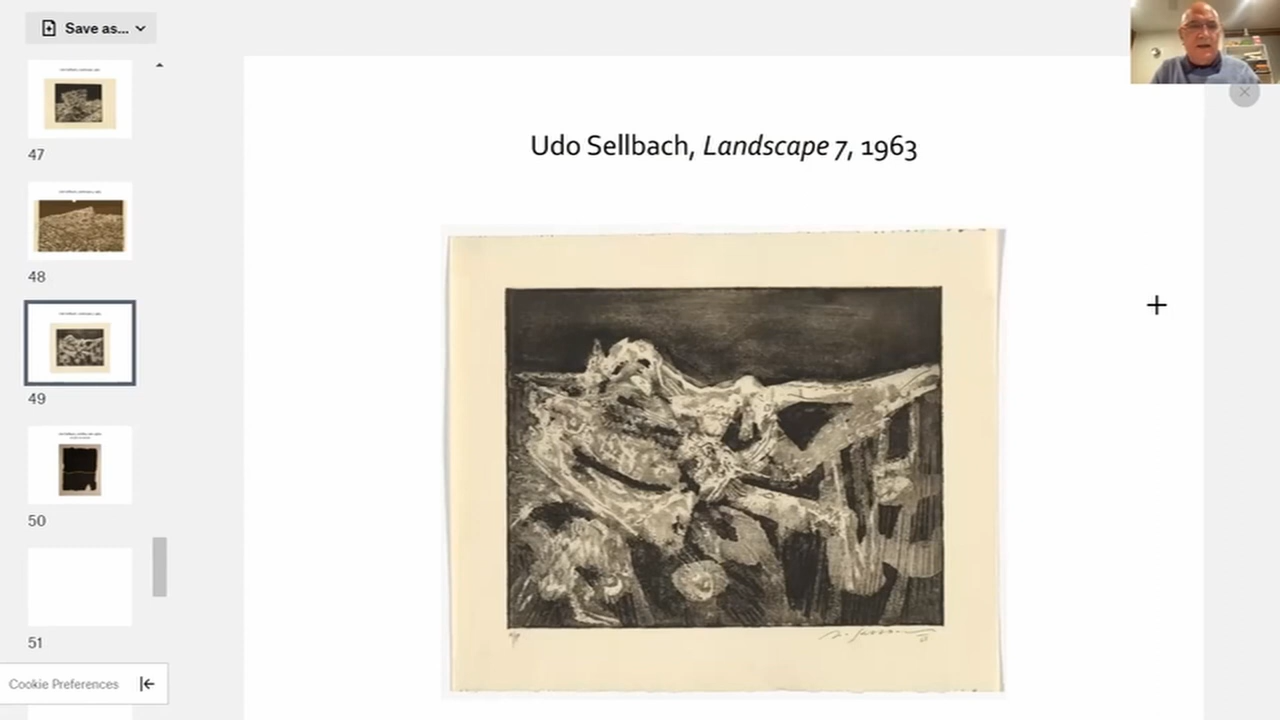 Save as...
47
48
49
50
51
Cookie Preferences
Udo Sellbach, Landscape 7, 1963